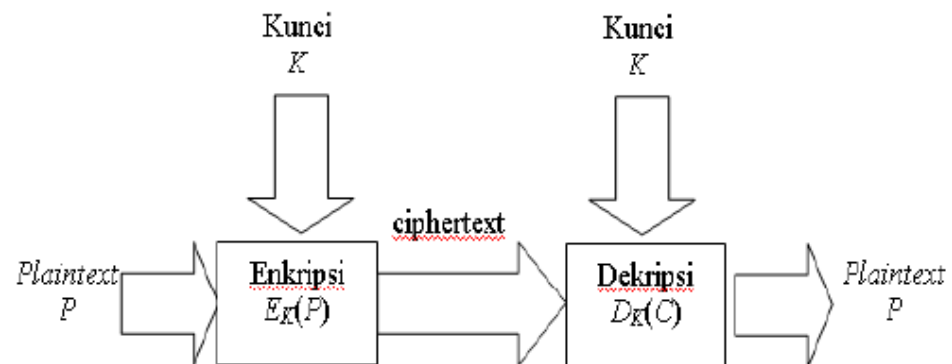 Kunci
K
Kunci
K
ciphertext
Plaintext
P
Enkripsi
E_K(P)
Dekripsi
D_K(C)
Plaintext
P